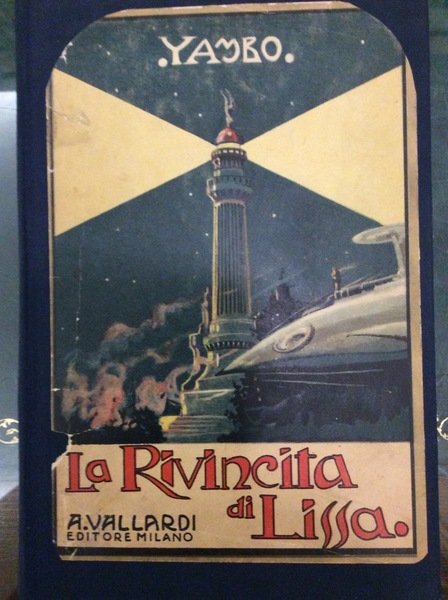 .YAMBO.
La Rivincita
di Lissa.
A.VALLARDI
EDITORE MILANO